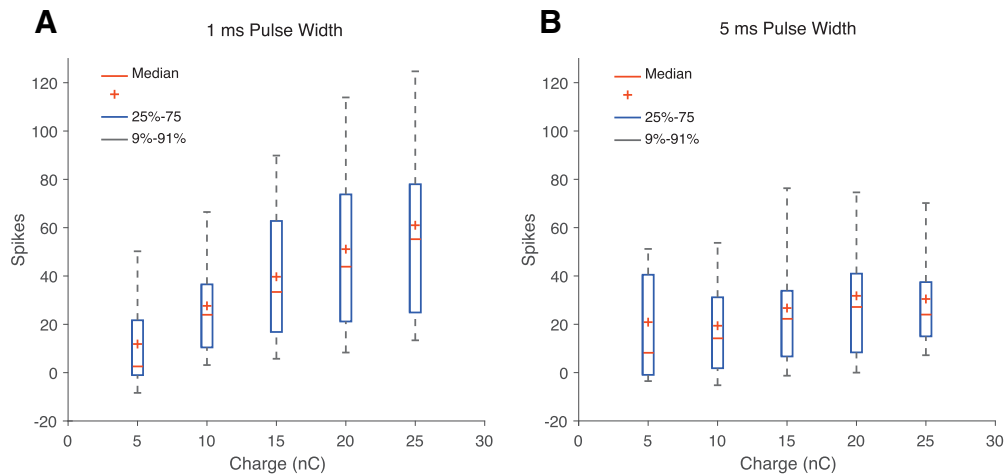 A
1 ms Pulse Width
Median
25%-75
9%-91%
120
100
80
60
40
20
0
-20
Spikes
0 5 10 15 20 25 30
Charge (nC)
B
5 ms Pulse Width
Median
25%-75
9%-91%
120
100
80
60
40
20
0
-20
Spikes
0 5 10 15 20 25 30
Charge (nC)